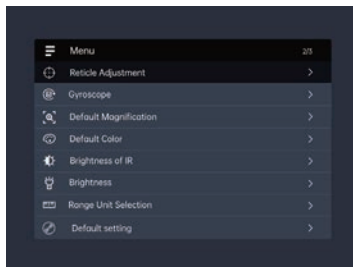 Menu 2/3
Reticle Adjustment
Gyroscope
Default Magnification
Default Color
Brightness of IR
Brightness
Range Unit Selection
Default setting